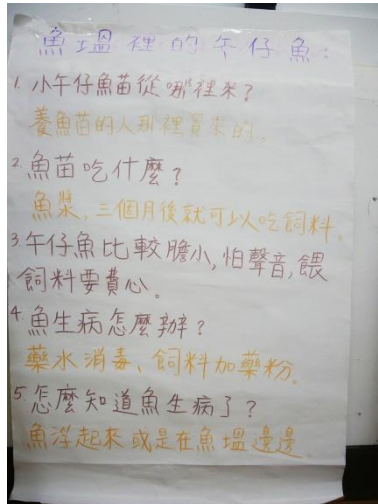 魚塭裡的午仔魚:
1. 小午仔魚苗從哪裡來?
養魚苗的人那裡買來的。
2. 魚苗吃什麼?
魚漿,三個月後就可以吃飼料。
3. 午仔魚比較膽小,怕聲音,餵
飼料要費心。
4. 魚生病怎麼辦?
藥水消毒、飼料加藥粉。
5. 怎麼知道魚生病了?
魚浮起來或是在魚塭邊邊。